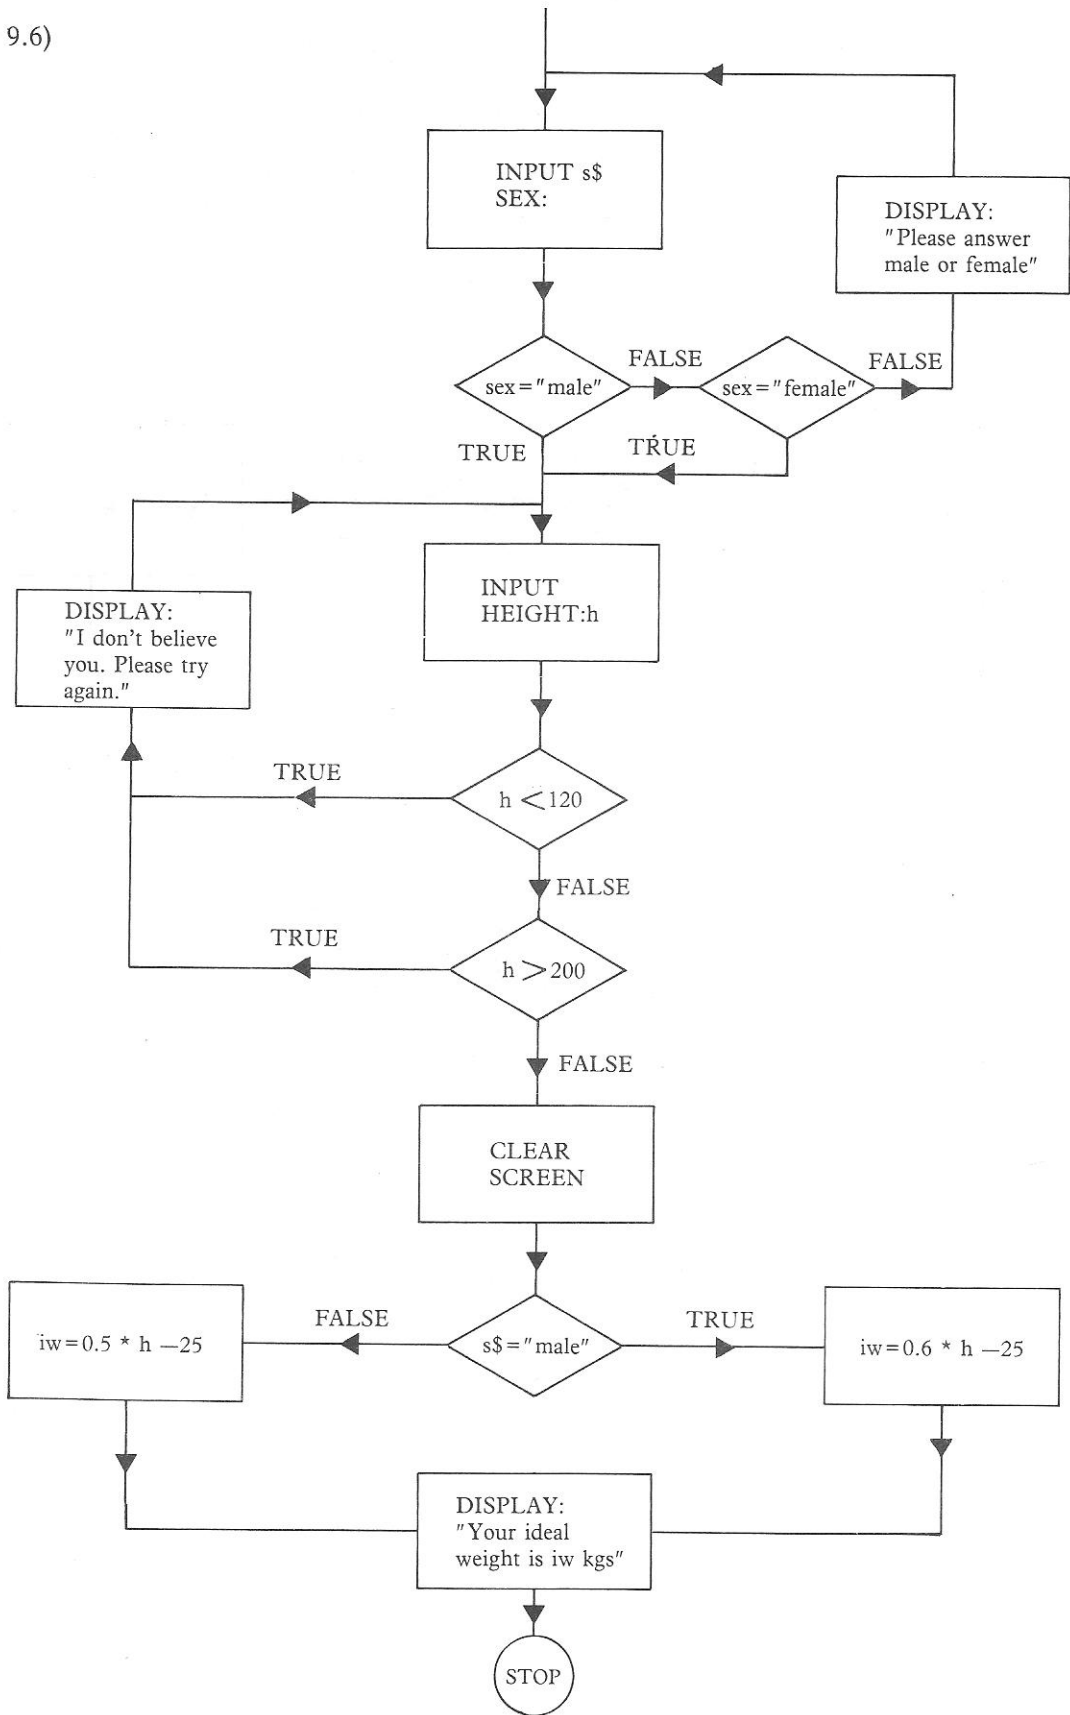 9.6)
INPUT s$
SEX:
DISPLAY:
"Please answer
male or female"
sex="male"
FALSE
sex="female"
FALSE
TRUE
TRUE
INPUT
HEIGHT:h
DISPLAY:
"I don't believe
you. Please try
again."
TRUE
h <120
FALSE
TRUE
h >200
FALSE
CLEAR
SCREEN
iw=0.5 * h —25
FALSE
s$="male"
TRUE
iw=0.6 * h —25
DISPLAY:
"Your ideal
weight is iw kgs"
STOP